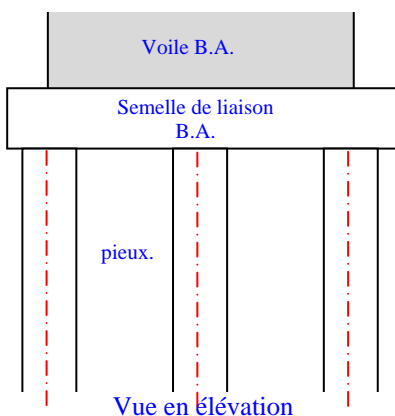 Voile B.A.
Semelle de liaison
B.A.
pieux.
Vue en élévation